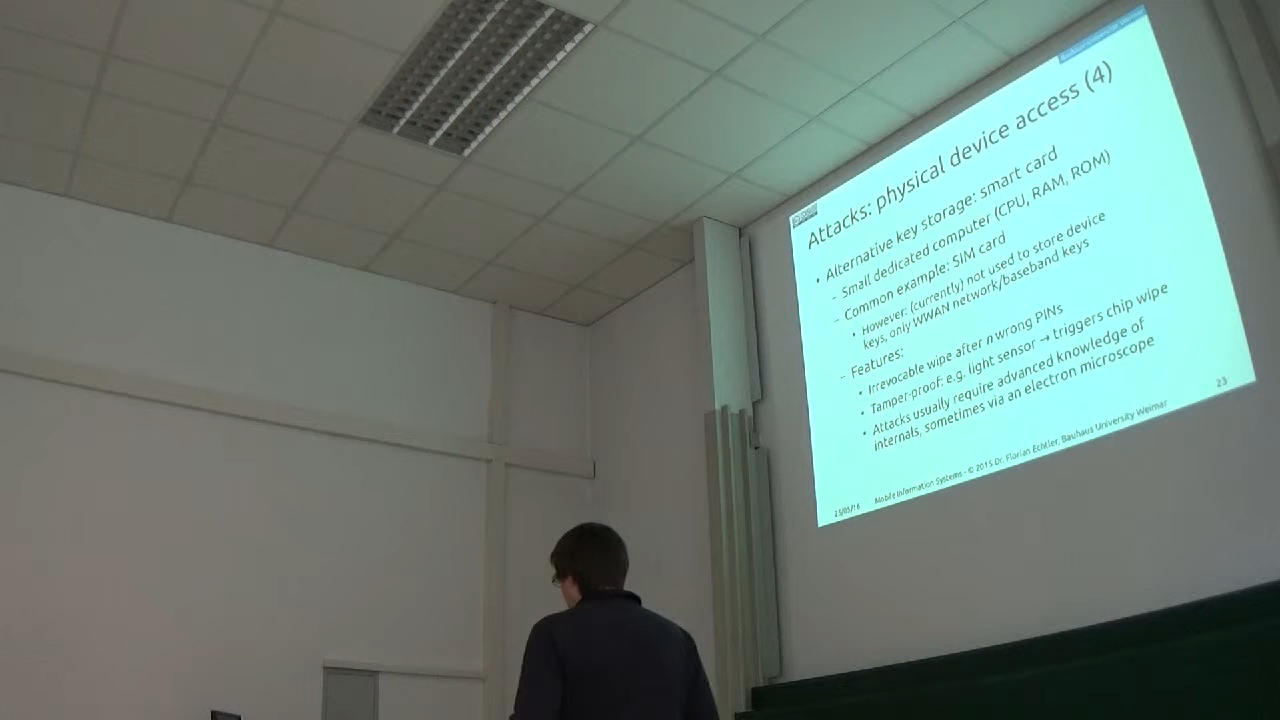 Attacks: physical device access (4)
• Alternative key storage: smart card
– Small dedicated computer (CPU, RAM, ROM)
– Common example: SIM card
• However: (currently) not used to store device
keys, only WWAN network/baseband keys
– Features:
• Irrevocable wipe after n wrong PINs
• Tamper-proof: e.g. light sensor → triggers chip wipe
• Attacks usually require advanced knowledge of
internals, sometimes via an electron microscope
23
Mobile Information Systems - © 2015 Dr. Florian Echtler, Bauhaus University Weimar